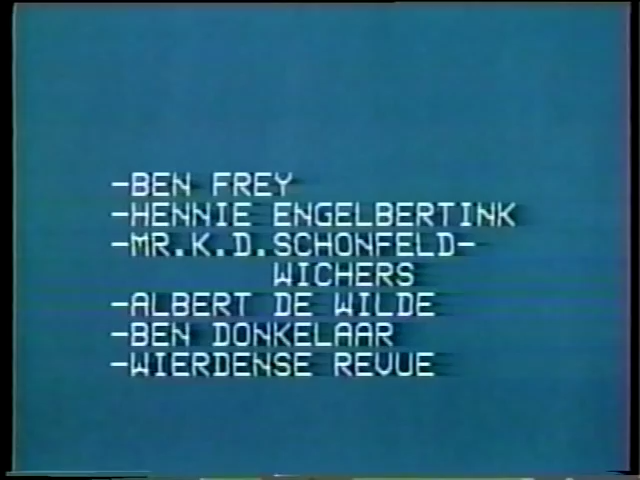 -BEN FREY
-HENNIE ENGELBERTINK
-MR.K.D.SCHONFELD-
WICHERS
-ALBERT DE WILDE
-BEN DONKELAAR
-WIERDENSE REVUE